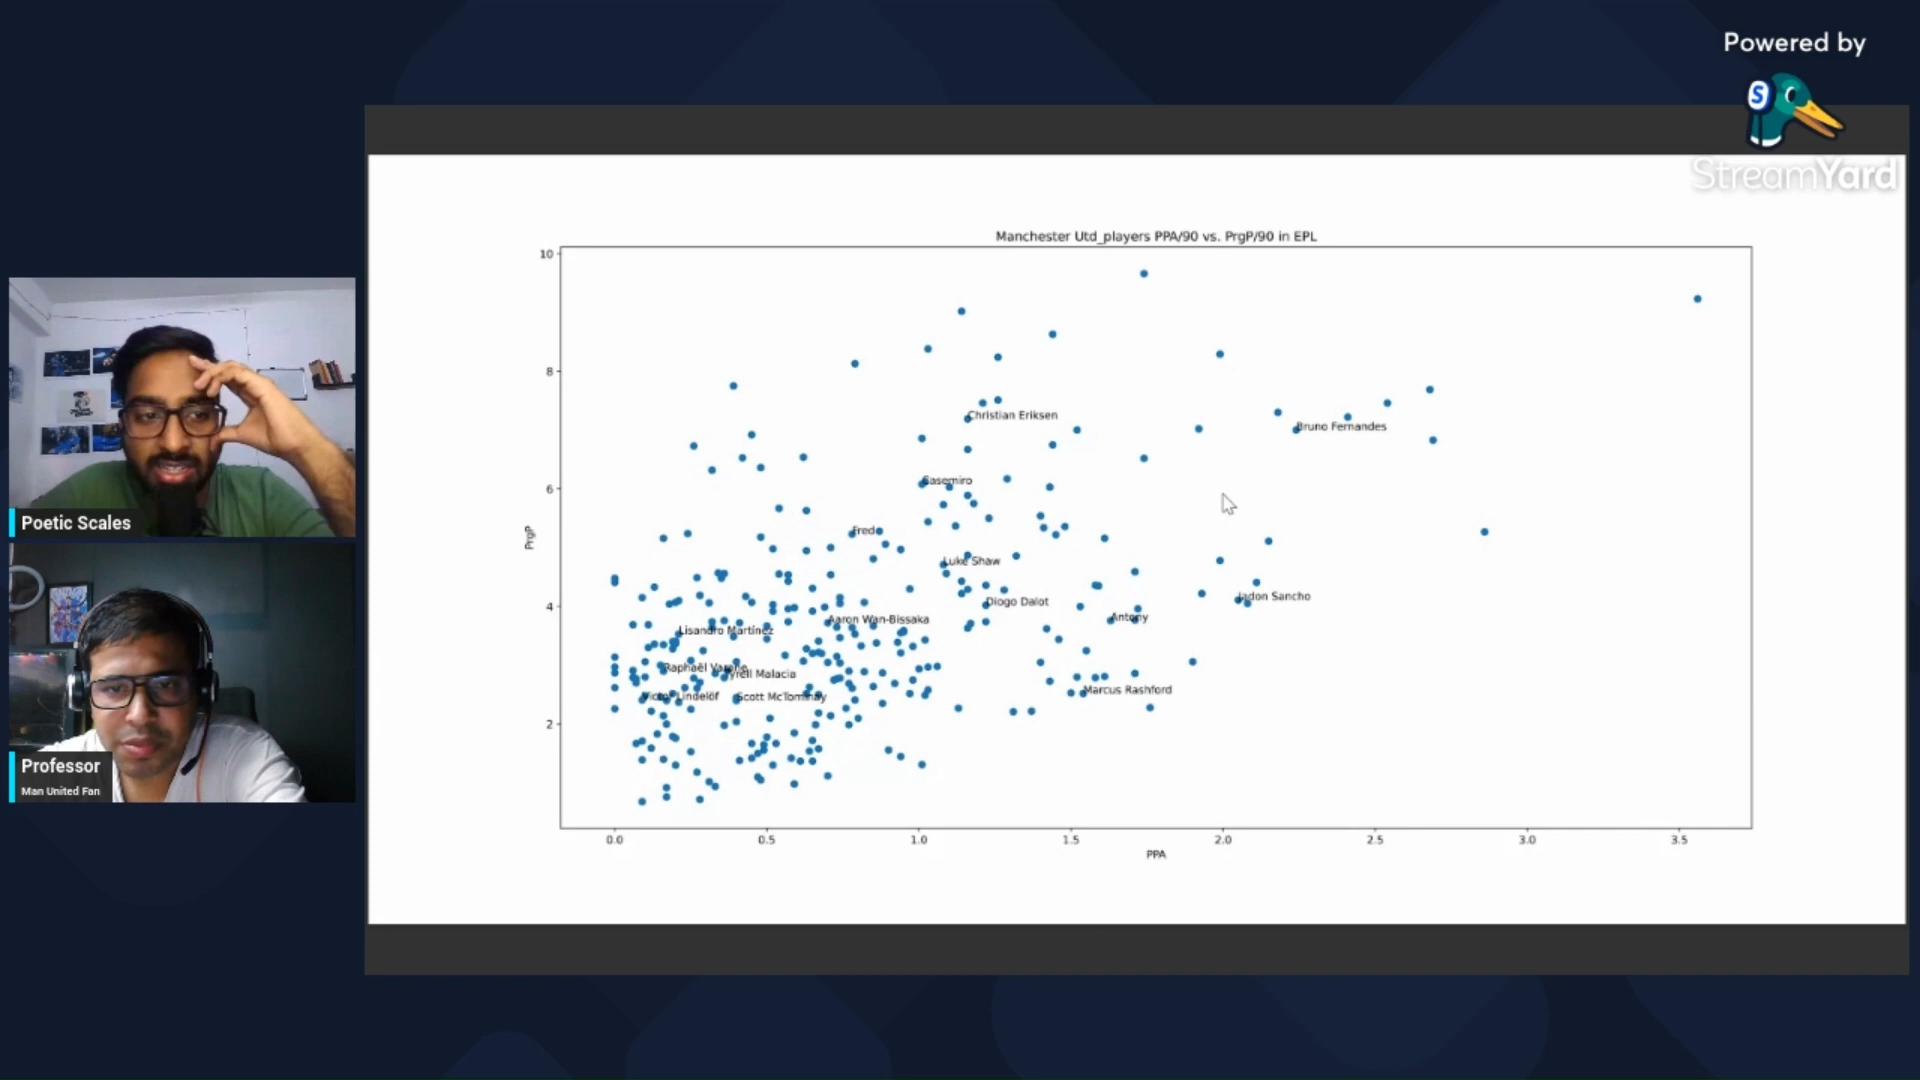 Powered by
StreamYard
Manchester Utd_players PPA/90 vs. PrgP/90 in EPL
10
8
Christian Eriksen
Bruno Fernandes
6
Casemiro
PrgP
Fred
Luke Shaw
Jadon Sancho
4
Diogo Dalot
Antony
Aaron Wan-Bissaka
Lisandro Martínez
Raphaël Varane
Tyrell Malacia
Marcus Rashford
Victor Lindelöf
Scott McTominay
2
0.0
0.5
1.0
1.5
2.0
2.5
3.0
3.5
PPA
Poetic Scales
Professor
Man United Fan